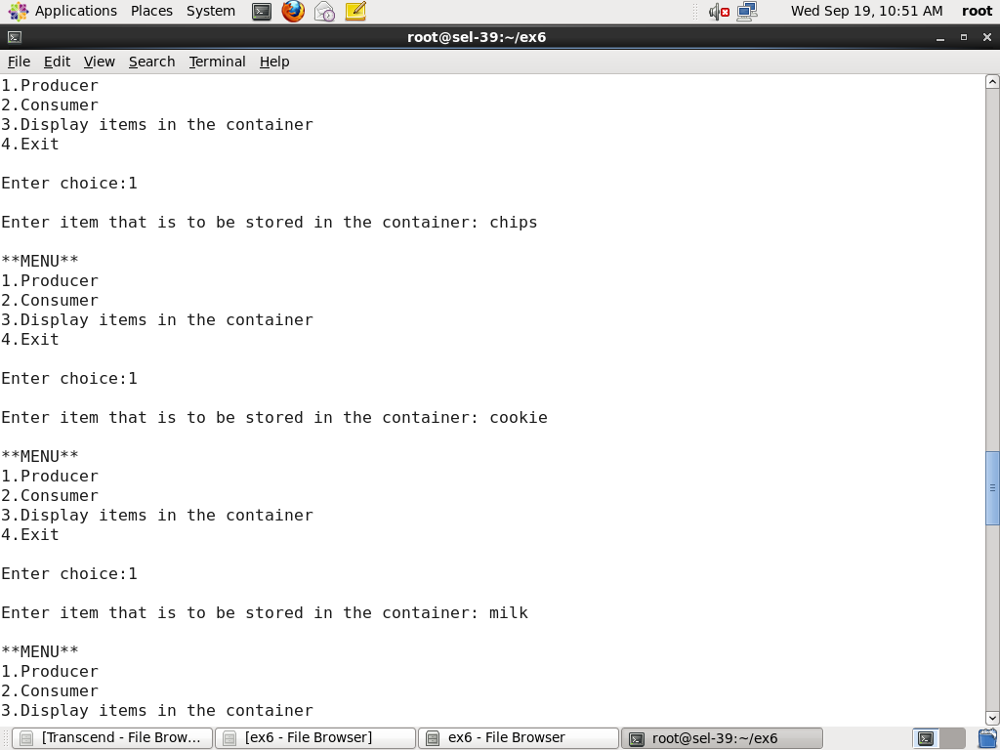 Applications Places System Wed Sep 19, 10:51 AM root
root@sel-39:~/ex6
File Edit View Search Terminal Help
1.Producer
2.Consumer
3.Display items in the container
4.Exit
Enter choice:1
Enter item that is to be stored in the container: chips
**MENU**
1.Producer
2.Consumer
3.Display items in the container
4.Exit
Enter choice:1
Enter item that is to be stored in the container: cookie
**MENU**
1.Producer
2.Consumer
3.Display items in the container
4.Exit
Enter choice:1
Enter item that is to be stored in the container: milk
**MENU**
1.Producer
2.Consumer
3.Display items in the container
[Transcend - File Brow... [ex6 - File Browser] ex6 - File Browser root@sel-39:~/ex6